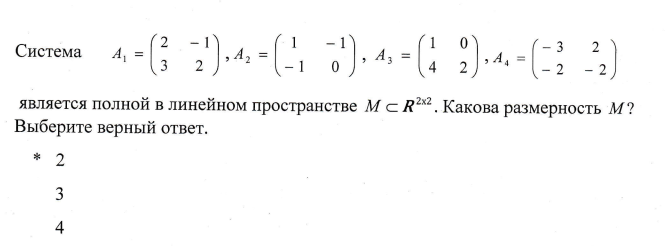 Система A₁ = (2 −1; 3 2), A₂ = (1 −1; −1 0), A₃ = (1 0; 4 2), A₄ = (−3 2; −2 −2)
является полной в линейном пространстве M ⊂ R²ˣ². Какова размерность M?
Выберите верный ответ.
* 2
3
4